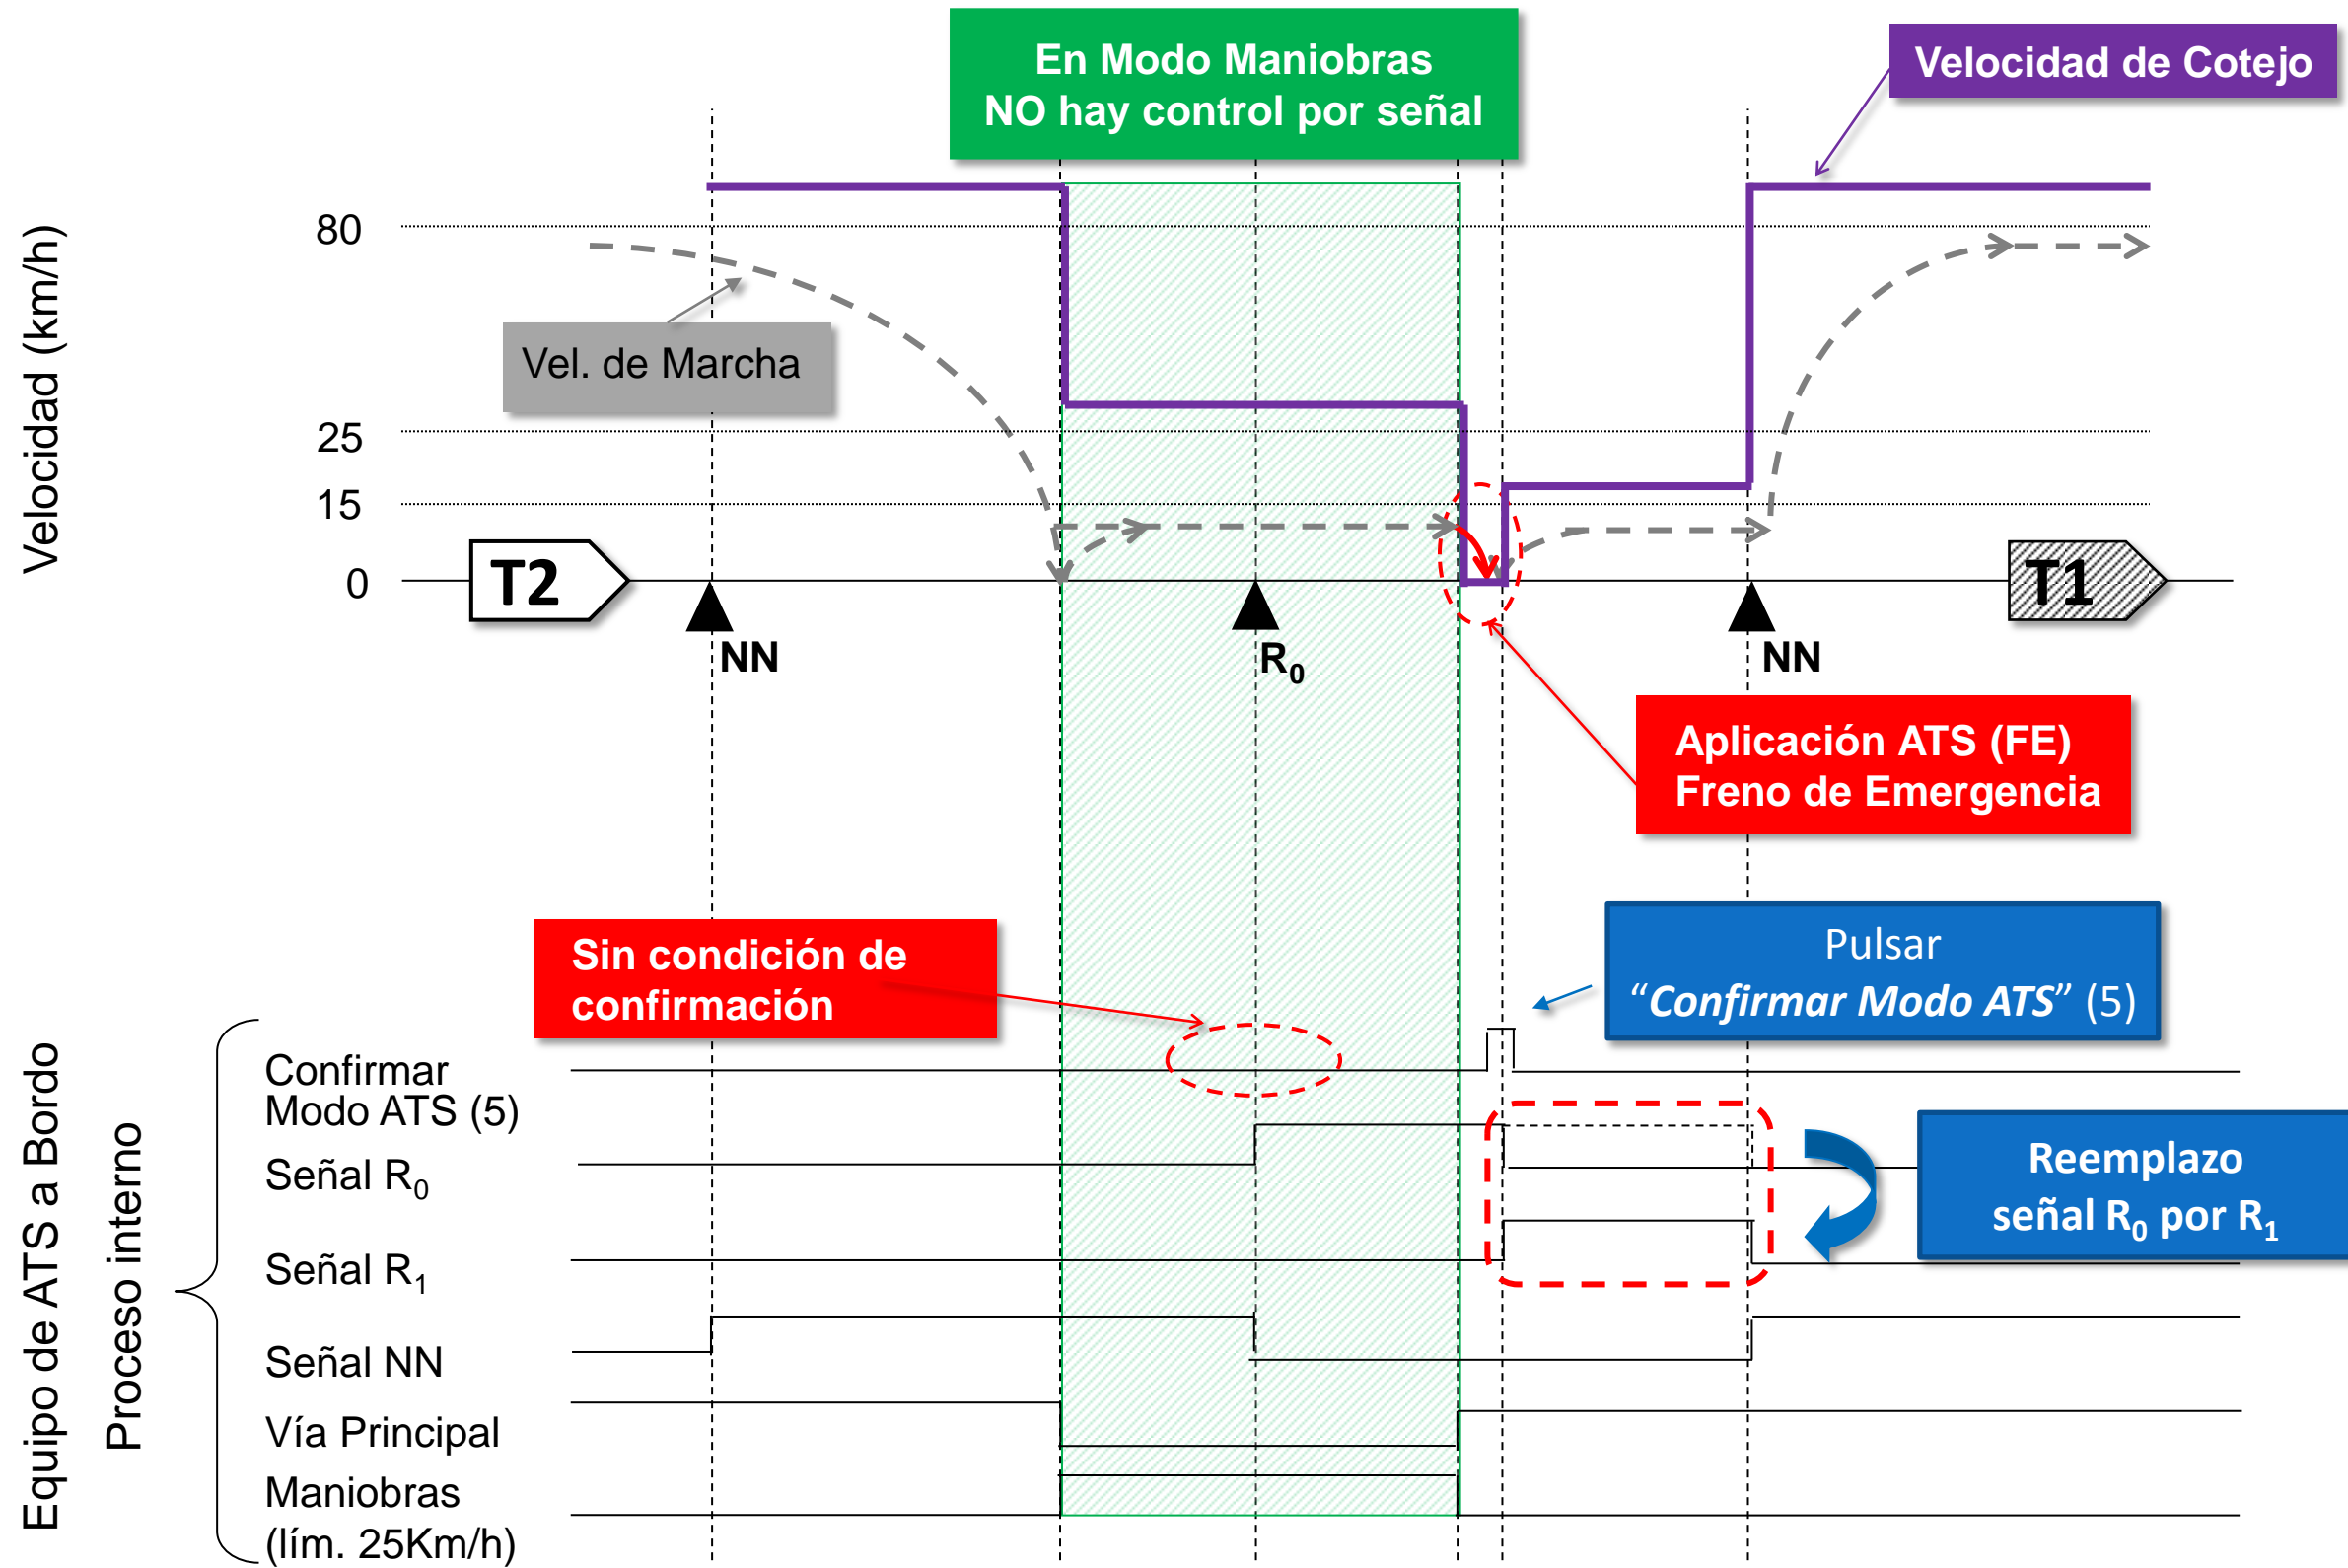 En Modo Maniobras
NO hay control por señal
Velocidad de Cotejo
Velocidad (km/h)
80
Vel. de Marcha
25
15
0
T2
T1
NN
R0
NN
Aplicación ATS (FE)
Freno de Emergencia
Sin condición de
confirmación
Pulsar
“Confirmar Modo ATS” (5)
Equipo de ATS a Bordo
Proceso interno
Confirmar
Modo ATS (5)
Señal R0
Señal R1
Señal NN
Vía Principal
Maniobras
(lím. 25Km/h)
Reemplazo
señal R0 por R1